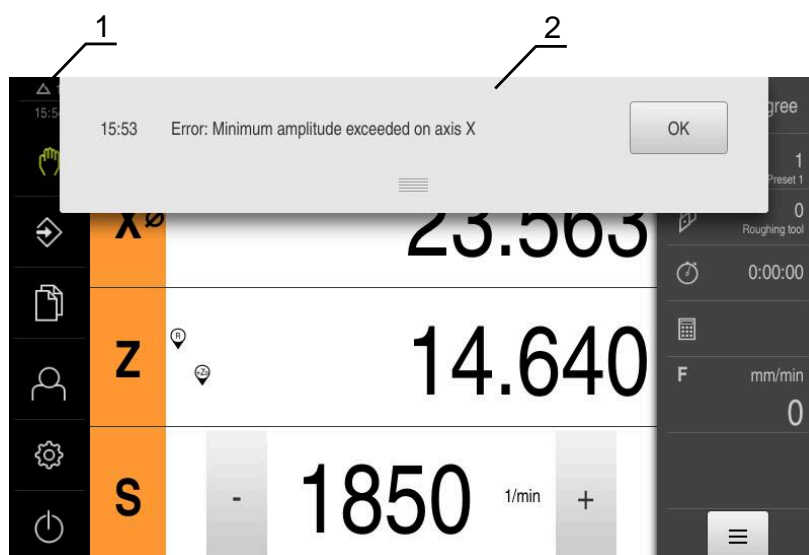 1
2
15:53 Error: Minimum amplitude exceeded on axis X OK
1
Preset 1
X Ø 23.563
0
Roughing tool
0:00:00
Z R 14.640
F mm/min
0
S - 1850 1/min +